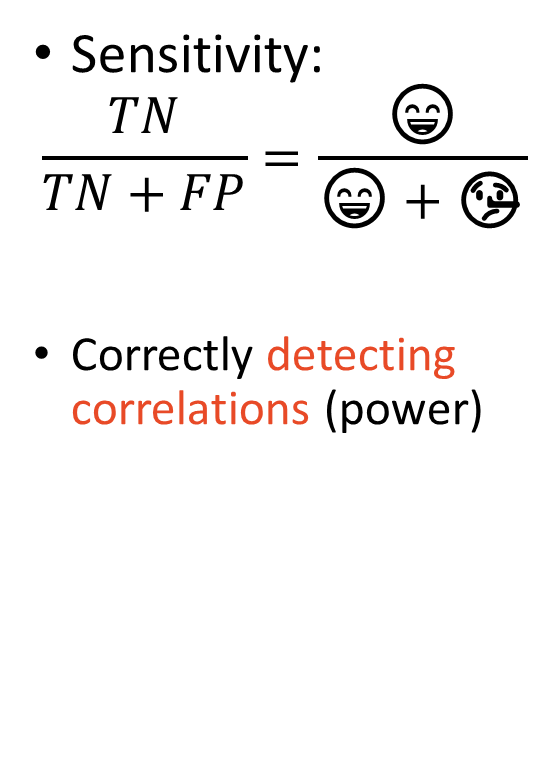 • Sensitivity:
TN / TN + FP = 😄 / 😄 + 🤥
• Correctly detecting
correlations (power)